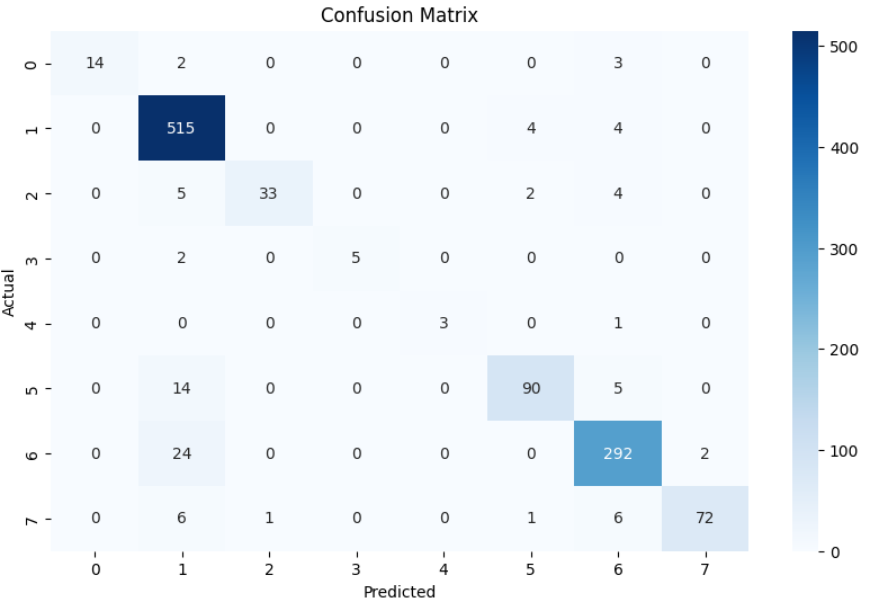 Confusion Matrix
0 14 2 0 0 0 0 3 0
1 0 515 0 0 0 4 4 0
2 0 5 33 0 0 2 4 0
3 0 2 0 5 0 0 0 0
4 0 0 0 0 3 0 1 0
5 0 14 0 0 0 90 5 0
6 0 24 0 0 0 0 292 2
7 0 6 1 0 0 1 6 72
0 1 2 3 4 5 6 7
Actual
Predicted
500
400
300
200
100
0